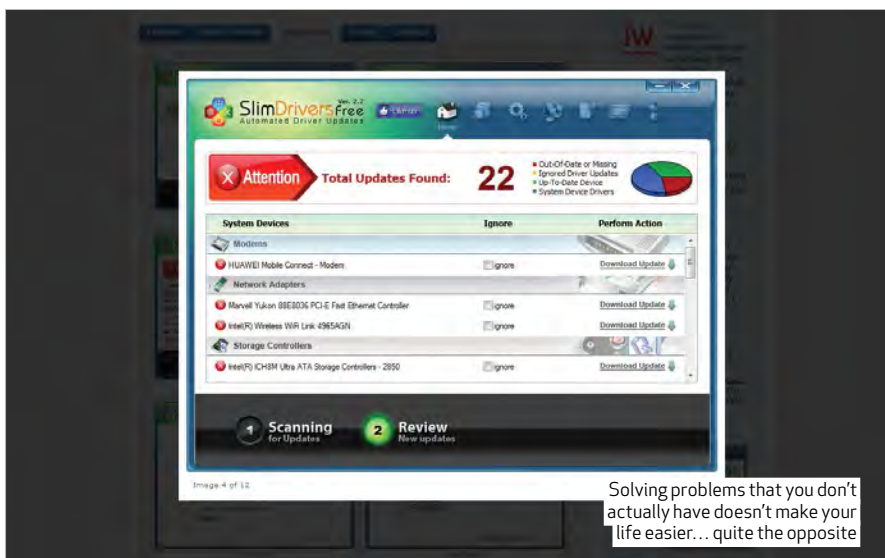 IW
SlimDrivers Free Ver. 2.2
Automated Driver Updates
Home
Attention Total Updates Found: 22
Out-Of-Date or Missing
Ignored Driver Updates
Up-To-Date Device
System Device Drivers
System Devices Ignore Perform Action
Modems
HUAWEI Mobile Connect - Modem Ignore Download Update
Network Adapters
Marvell Yukon 88E8036 PCI-E Fast Ethernet Controller Ignore Download Update
Intel(R) Wireless WiFi Link 4965AGN Ignore Download Update
Storage Controllers
Intel(R) ICH8M Ultra ATA Storage Controllers - 2850 Ignore Download Update
1 Scanning 2 Review
for Updates New updates
Image 4 of 12
Solving problems that you don't
actually have doesn't make your
life easier... quite the opposite